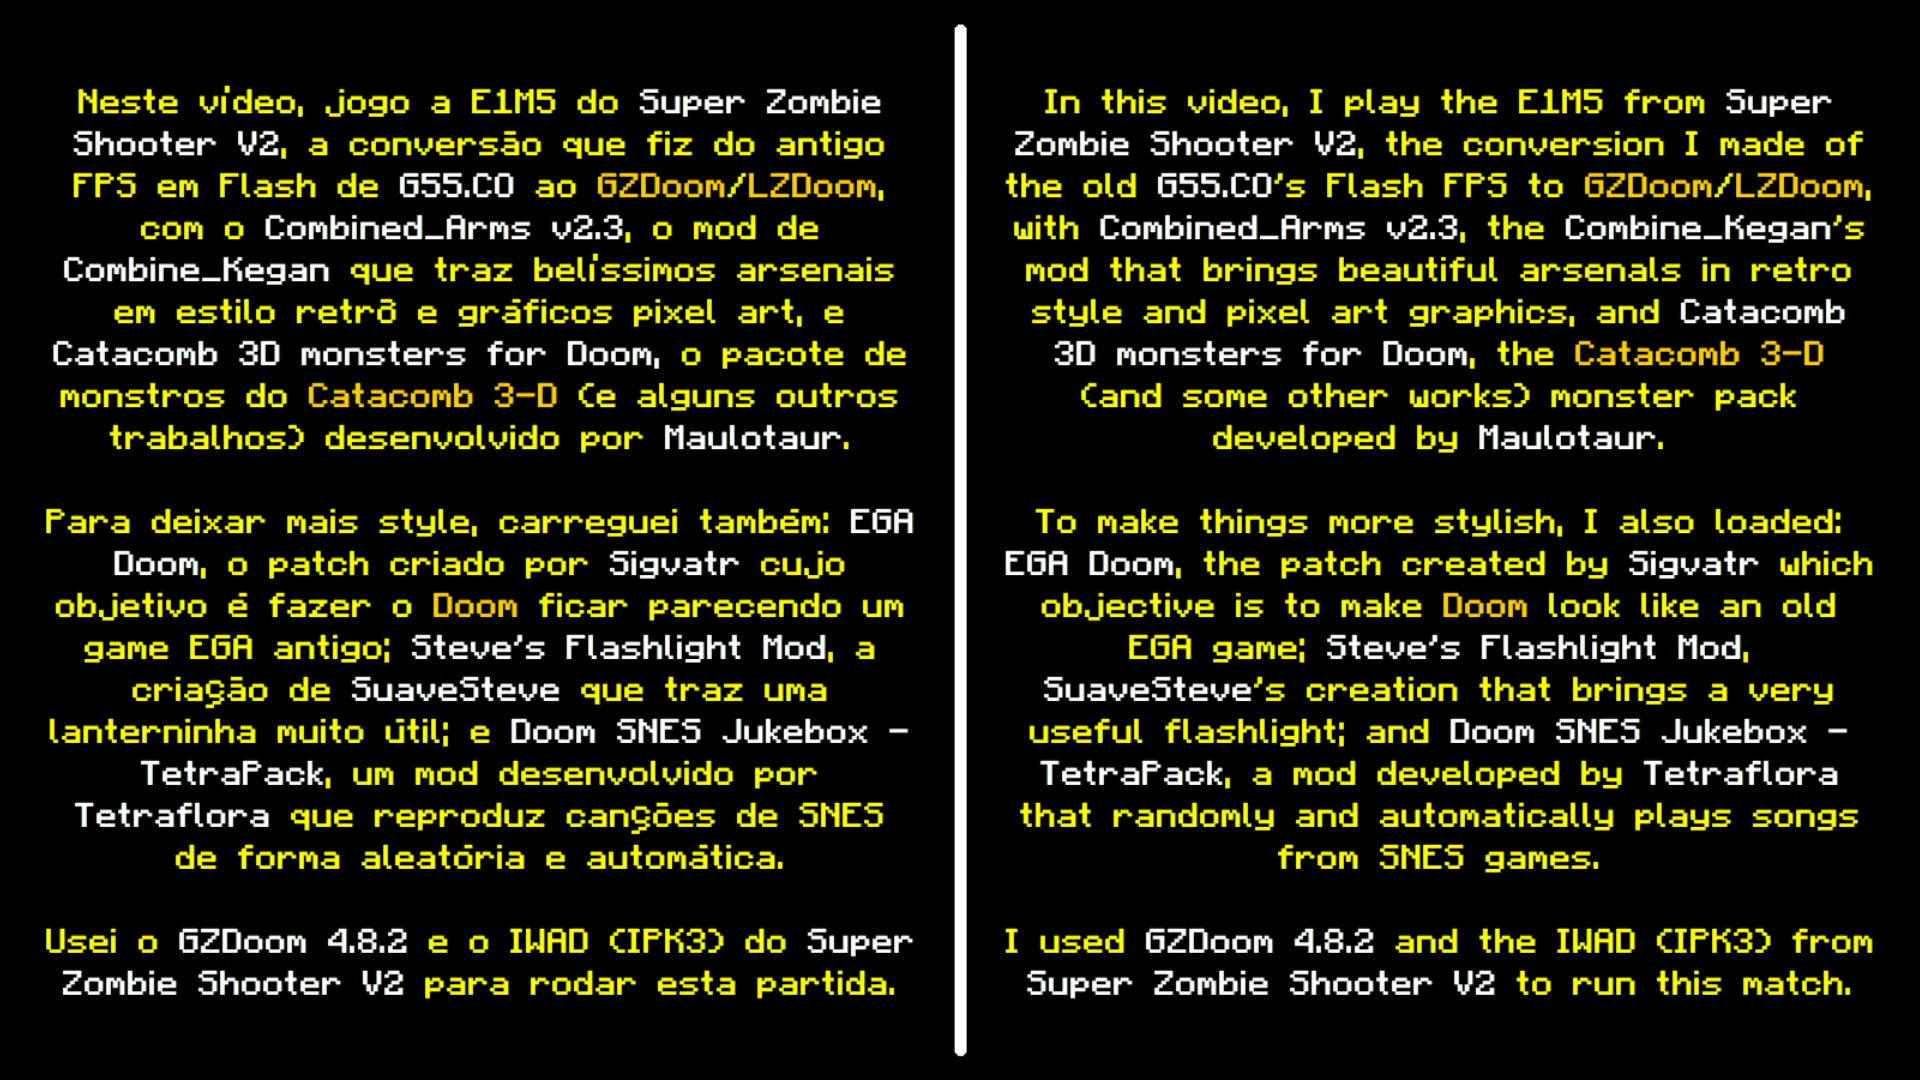 Neste vídeo, jogo a E1M5 do Super Zombie
Shooter V2, a conversão que fiz do antigo
FPS em Flash de G55.CO ao GZDoom/LZDoom,
com o Combined_Arms v2.3, o mod de
Combine_Kegan que traz belíssimos arsenais
em estilo retrô e gráficos pixel art, e
Catacomb 3D monsters for Doom, o pacote de
monstros do Catacomb 3-D (e alguns outros
trabalhos) desenvolvido por Maulotaur.
Para deixar mais style, carreguei também: EGA
Doom, o patch criado por Sigvatr cujo
objetivo é fazer o Doom ficar parecendo um
game EGA antigo; Steve's Flashlight Mod, a
criação de SuaveSteve que traz uma
lanterninha muito útil; e Doom SNES Jukebox -
TetraPack, um mod desenvolvido por
Tetraflora que reproduz canções de SNES
de forma aleatória e automática.
Usei o GZDoom 4.8.2 e o IWAD (IPK3) do Super
Zombie Shooter V2 para rodar esta partida.
In this video, I play the E1M5 from Super
Zombie Shooter V2, the conversion I made of
the old G55.CO's Flash FPS to GZDoom/LZDoom,
with Combined_Arms v2.3, the Combine_Kegan's
mod that brings beautiful arsenals in retro
style and pixel art graphics, and Catacomb
3D monsters for Doom, the Catacomb 3-D
(and some other works) monster pack
developed by Maulotaur.
To make things more stylish, I also loaded:
EGA Doom, the patch created by Sigvatr which
objective is to make Doom look like an old
EGA game; Steve's Flashlight Mod,
SuaveSteve's creation that brings a very
useful flashlight; and Doom SNES Jukebox -
TetraPack, a mod developed by Tetraflora
that randomly and automatically plays songs
from SNES games.
I used GZDoom 4.8.2 and the IWAD (IPK3) from
Super Zombie Shooter V2 to run this match.